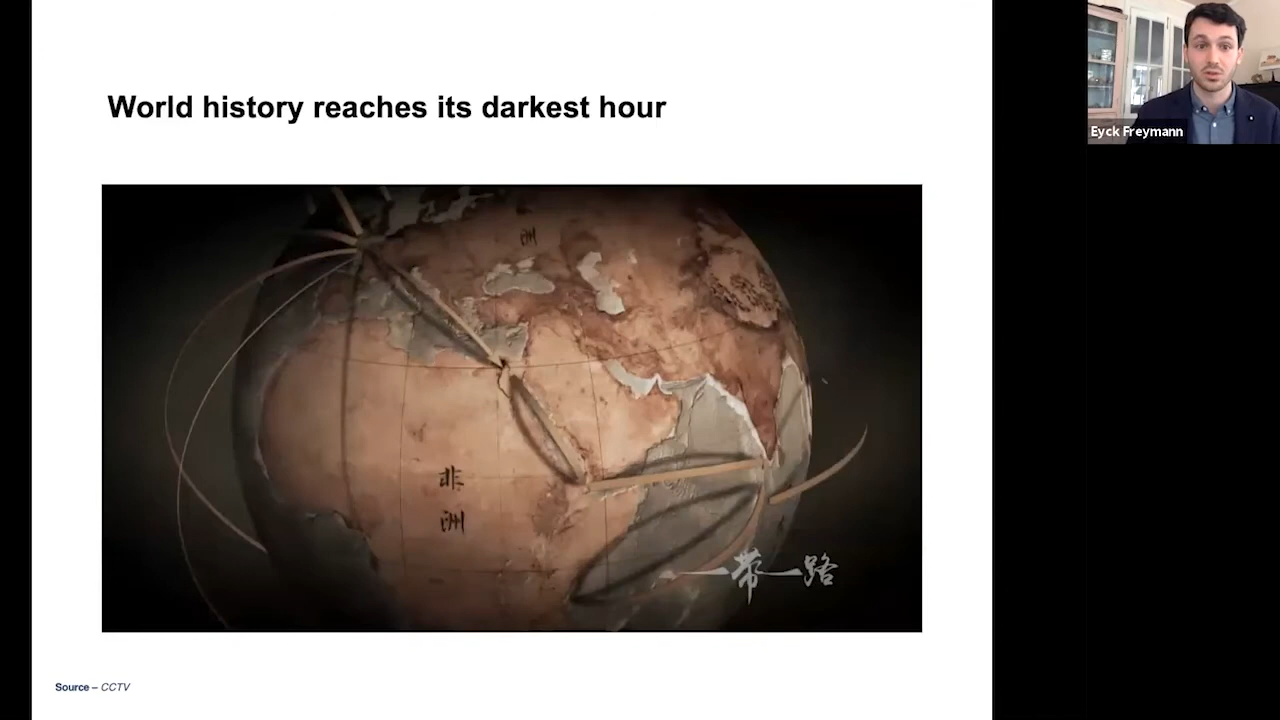 World history reaches its darkest hour
Eyck Freymann
洲
非
洲
一带一路
Source – CCTV